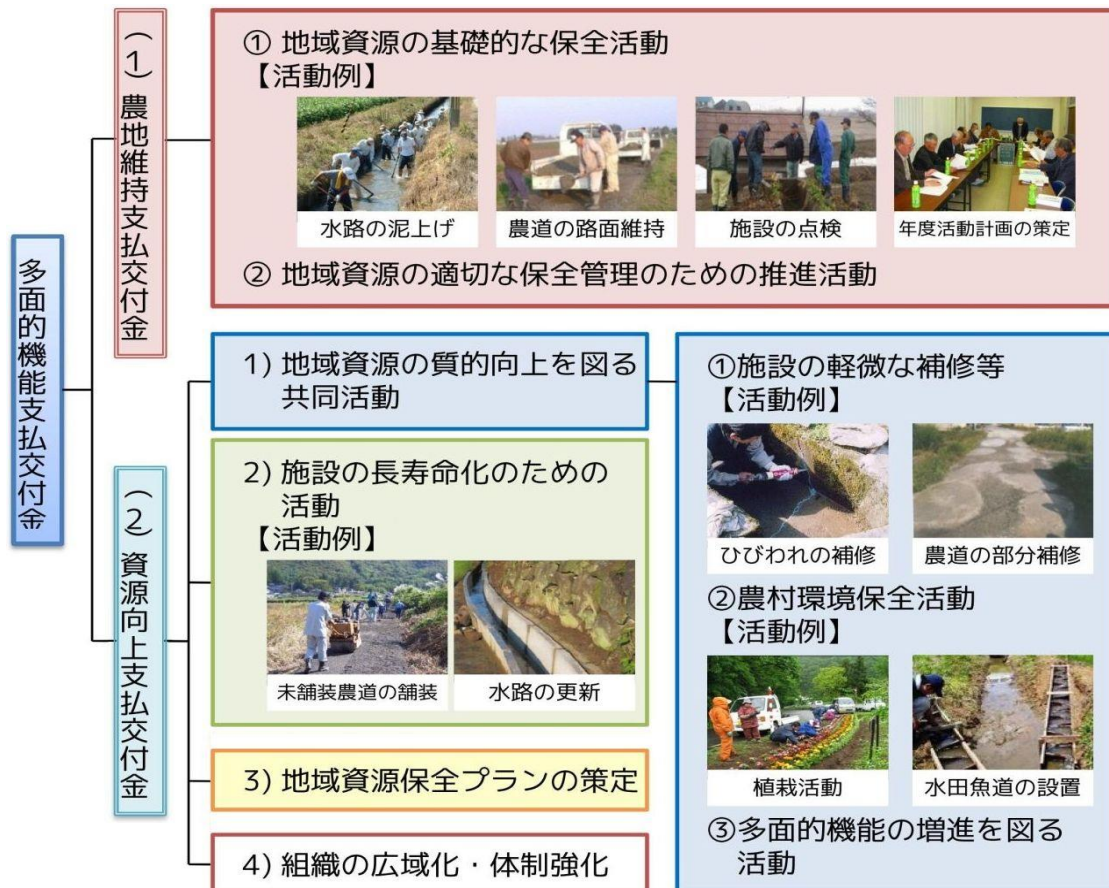 多面的機能支払交付金
(1)農地維持支払交付金
① 地域資源の基礎的な保全活動
【活動例】
水路の泥上げ
農道の路面維持
施設の点検
年度活動計画の策定
② 地域資源の適切な保全管理のための推進活動
(2)資源向上支払交付金
1) 地域資源の質的向上を図る
共同活動
2) 施設の長寿命化のための
活動
【活動例】
未舗装農道の舗装
水路の更新
3) 地域資源保全プランの策定
4) 組織の広域化・体制強化
①施設の軽微な補修等
【活動例】
ひびわれの補修
農道の部分補修
②農村環境保全活動
【活動例】
植栽活動
水田魚道の設置
③多面的機能の増進を図る
活動